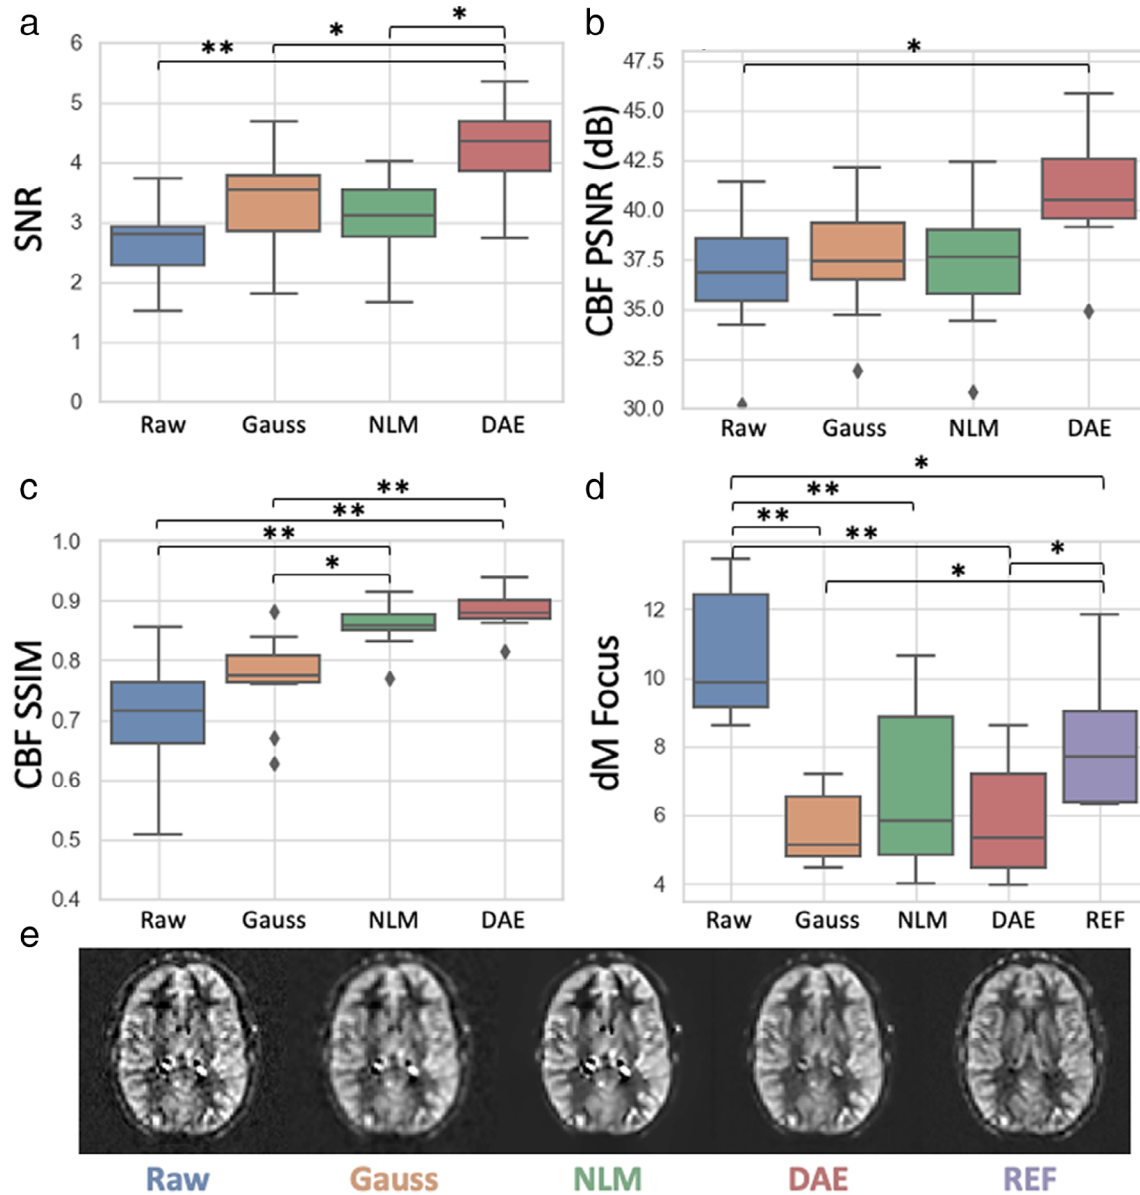 a
** * *
SNR
6
5
4
3
2
1
0
Raw Gauss NLM DAE
b
*
CBF PSNR (dB)
47.5
45.0
42.5
40.0
37.5
35.0
32.5
30.0
Raw Gauss NLM DAE
c
**
**
**
*
CBF SSIM
1.0
0.9
0.8
0.7
0.6
0.5
0.4
Raw Gauss NLM DAE
d
*
**
**
** *
*
dM Focus
12
10
8
6
4
Raw Gauss NLM DAE REF
e
Raw Gauss NLM DAE REF